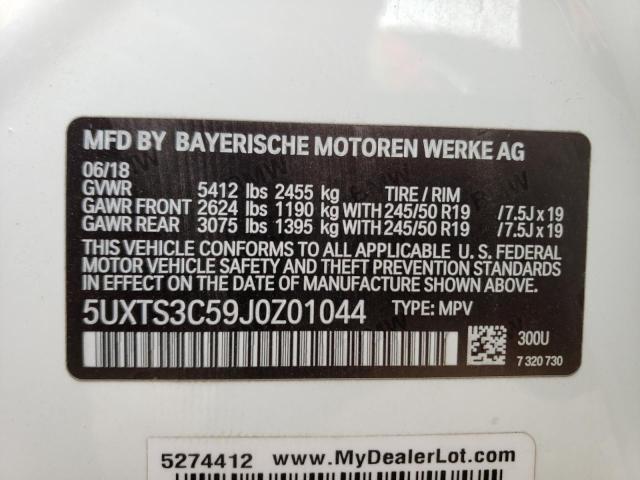 MFD BY BAYERISCHE MOTOREN WERKE AG
06/18
GVWR 5412 lbs 2455 kg TIRE / RIM
GAWR FRONT 2624 lbs 1190 kg WITH 245/50 R19 /7.5J x 19
GAWR REAR 3075 lbs 1395 kg WITH 245/50 R19 /7.5J x 19
THIS VEHICLE CONFORMS TO ALL APPLICABLE U. S. FEDERAL
MOTOR VEHICLE SAFETY AND THEFT PREVENTION STANDARDS
IN EFFECT ON THE DATE OF MANUFACTURE SHOWN ABOVE.
5UXTS3C59J0Z01044 TYPE: MPV
300U
7 320 730
5274412 www.MyDealerLot.com